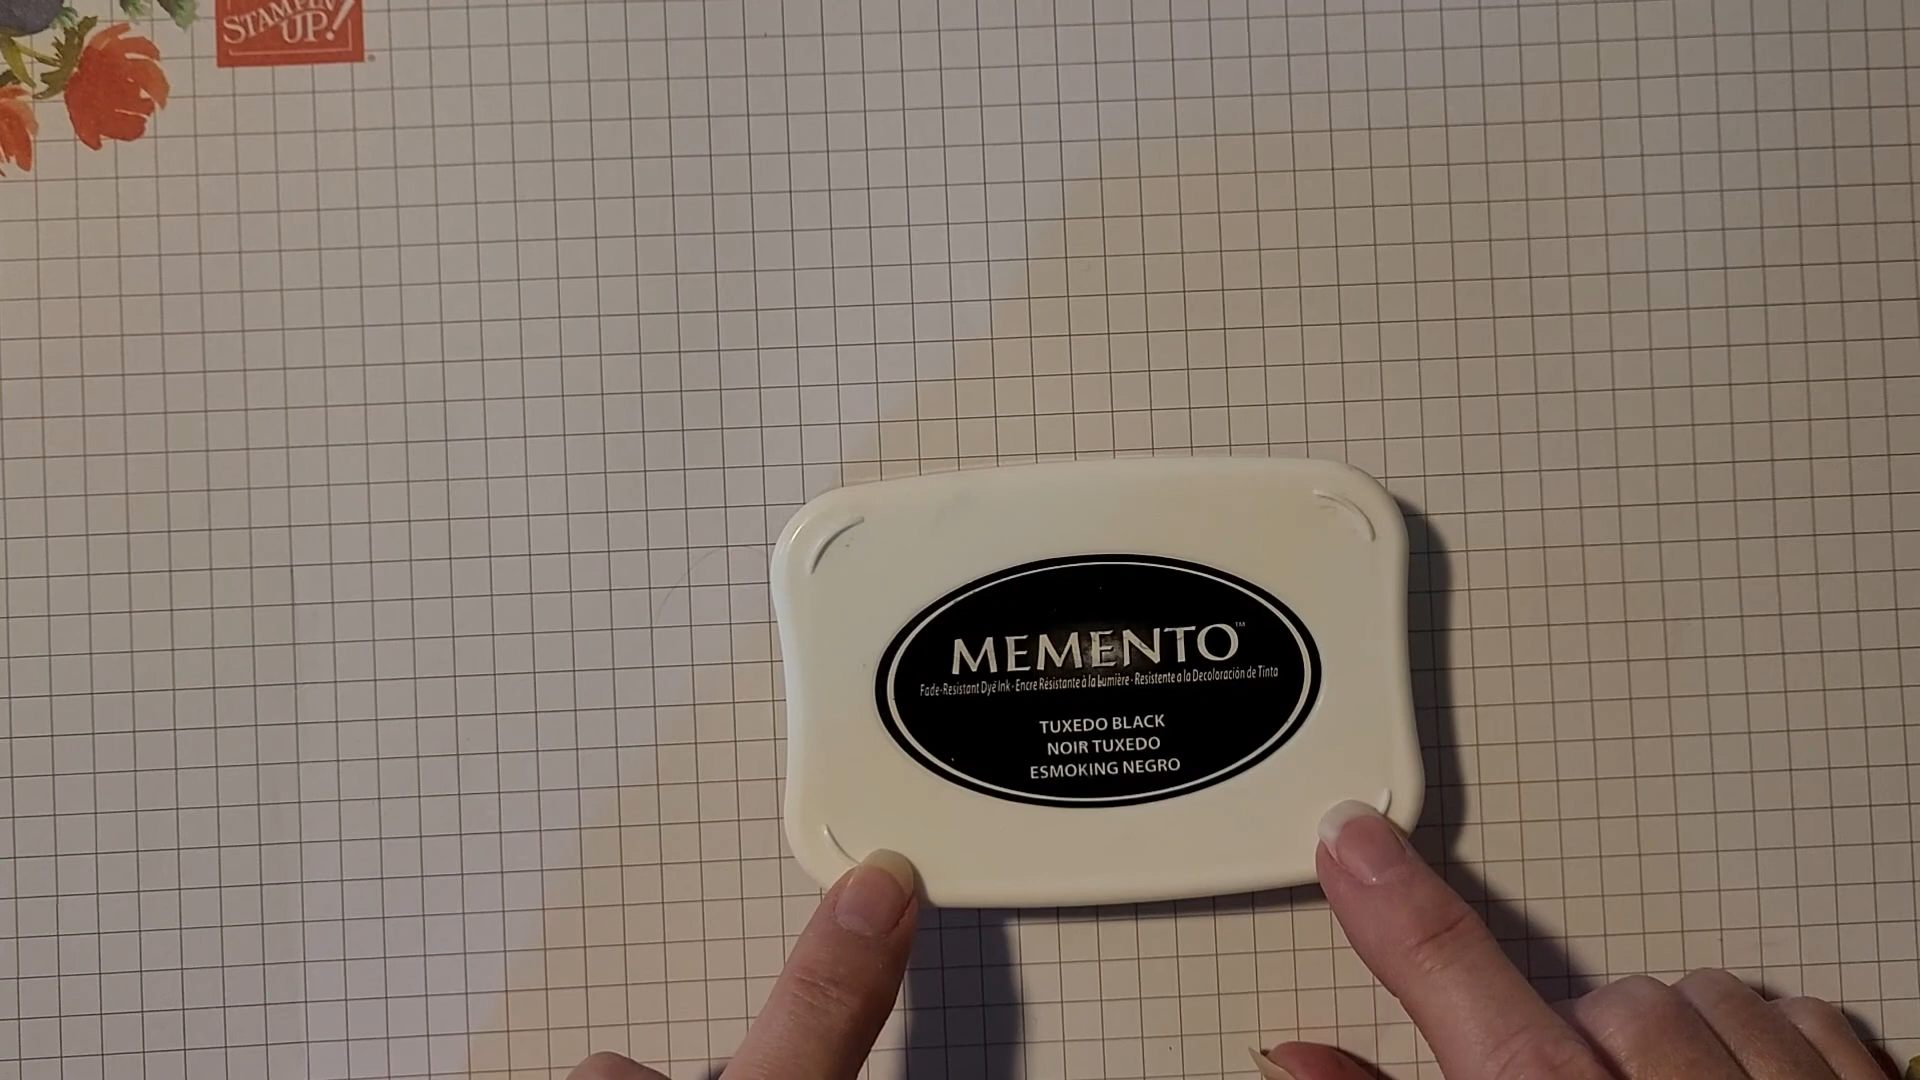 STAMPIN'
UP!
MEMENTO™
Fade-Resistant Dye Ink · Encre Résistante à la Lumière · Resistente a la Decoloración de Tinta
TUXEDO BLACK
NOIR TUXEDO
ESMOKING NEGRO